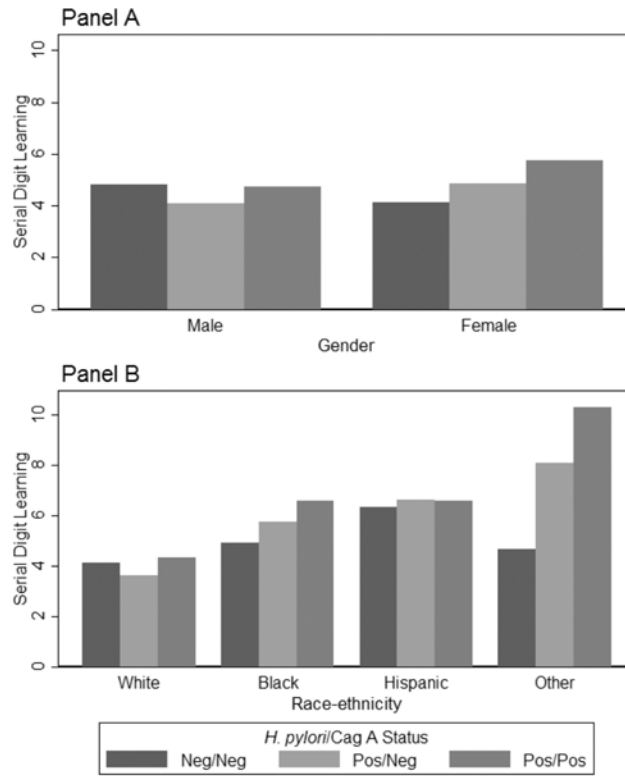 Panel A
10
8
6
4
2
0
Serial Digit Learning
Male Female
Gender
Panel B
10
8
6
4
2
0
Serial Digit Learning
White Black Hispanic Other
Race-ethnicity
H. pylori/Cag A Status
Neg/Neg Pos/Neg Pos/Pos